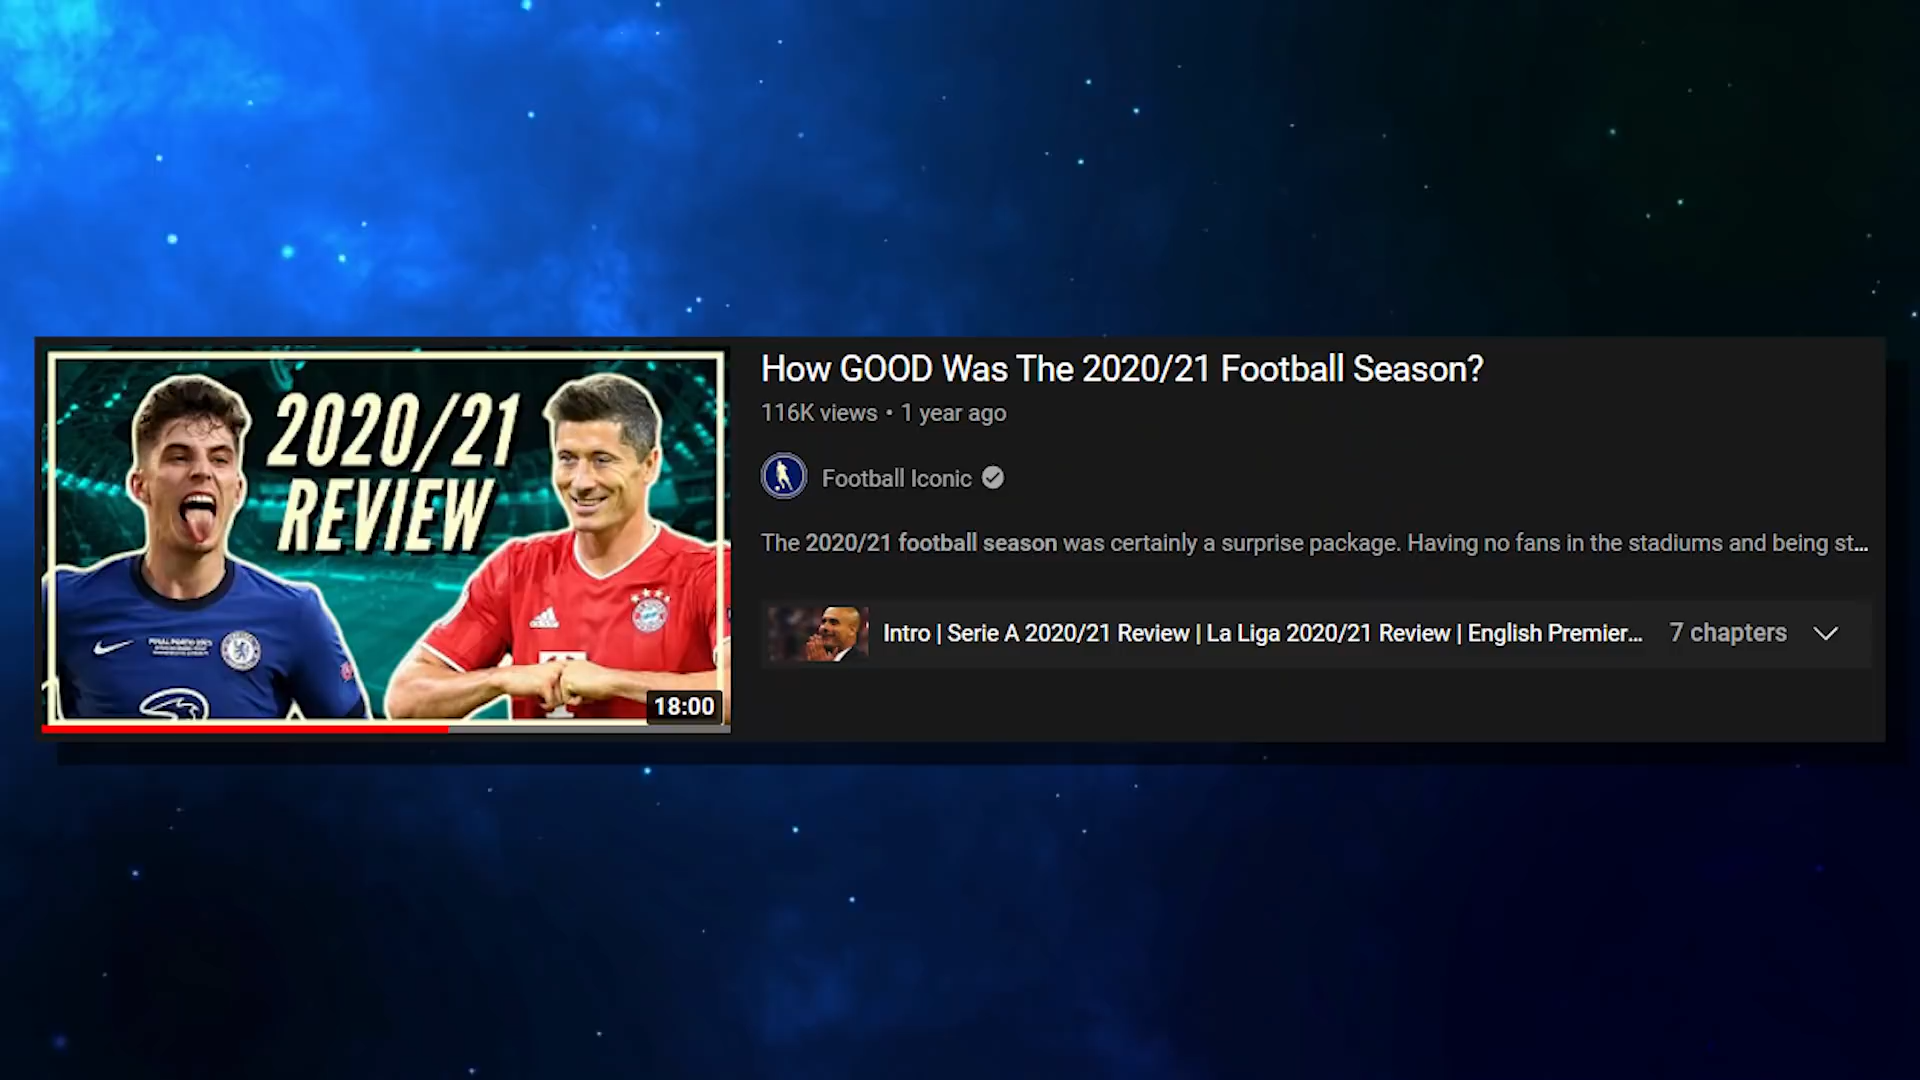 2020/21
REVIEW
18:00
How GOOD Was The 2020/21 Football Season?
116K views • 1 year ago
Football Iconic
The 2020/21 football season was certainly a surprise package. Having no fans in the stadiums and being st...
Intro | Serie A 2020/21 Review | La Liga 2020/21 Review | English Premier...
7 chapters